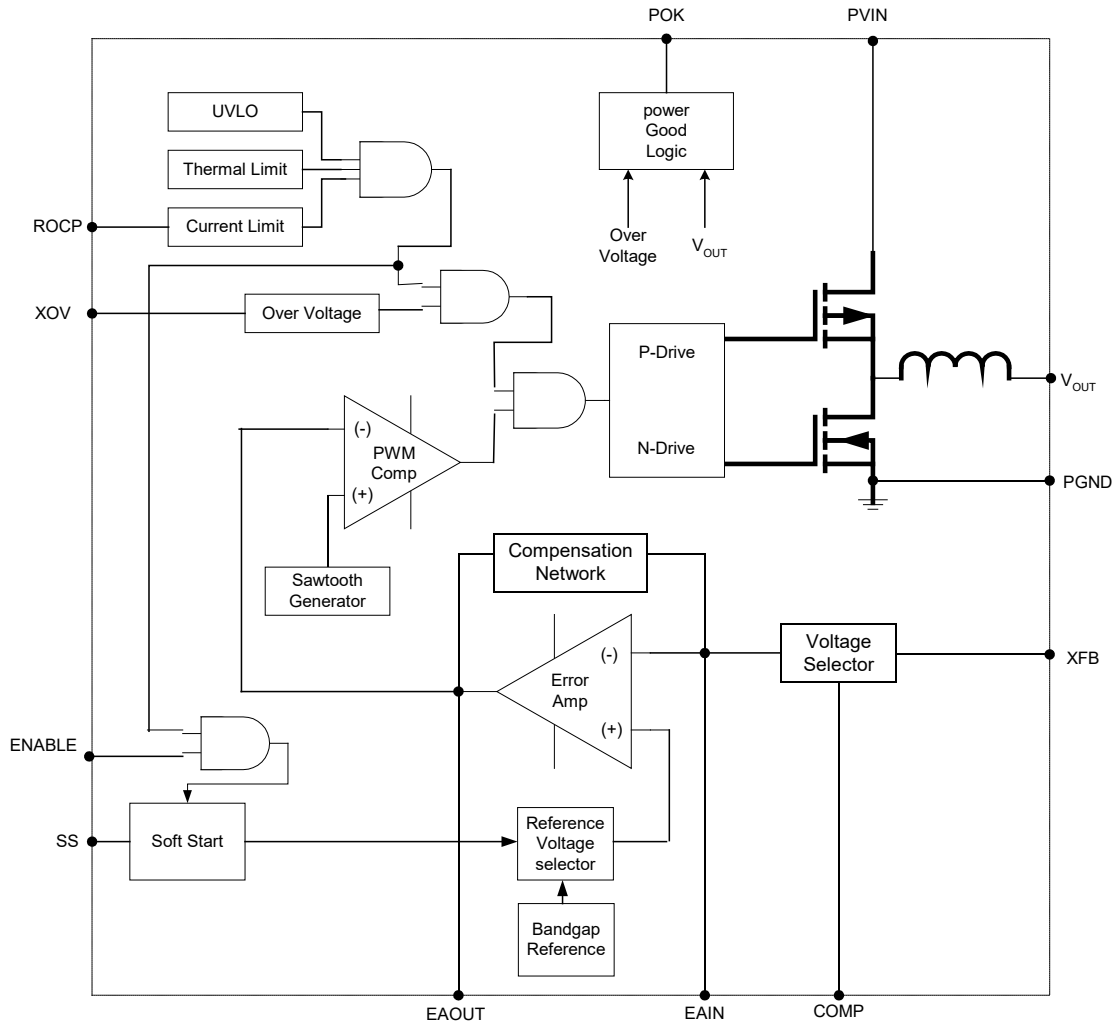 POK
PVIN
UVLO
power
Good
Logic
Thermal Limit
ROCP
Current Limit
Over
Voltage
VOUT
XOV
Over Voltage
P-Drive
VOUT
(-)
PWM
Comp
N-Drive
(+)
PGND
Compensation
Network
Sawtooth
Generator
Voltage
Selector
XFB
(-)
Error
Amp
(+)
ENABLE
SS
Soft Start
Reference
Voltage
selector
Bandgap
Reference
EAOUT
EAIN
COMP